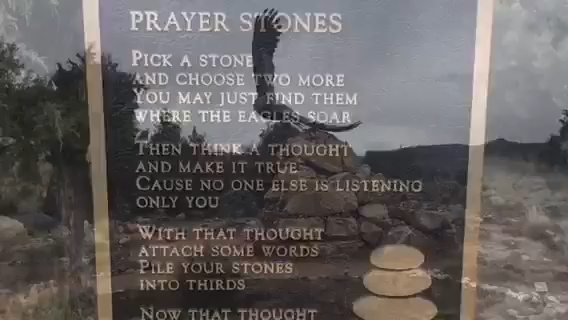 PRAYER STONES
PICK A STONE
AND CHOOSE TWO MORE
YOU MAY JUST FIND THEM
WHERE THE EAGLES SOAR
THEN THINK A THOUGHT
AND MAKE IT TRUE
CAUSE NO ONE ELSE IS LISTENING
ONLY YOU
WITH THAT THOUGHT
ATTACH SOME WORDS
PILE YOUR STONES
INTO THIRDS
NOW THAT THOUGHT